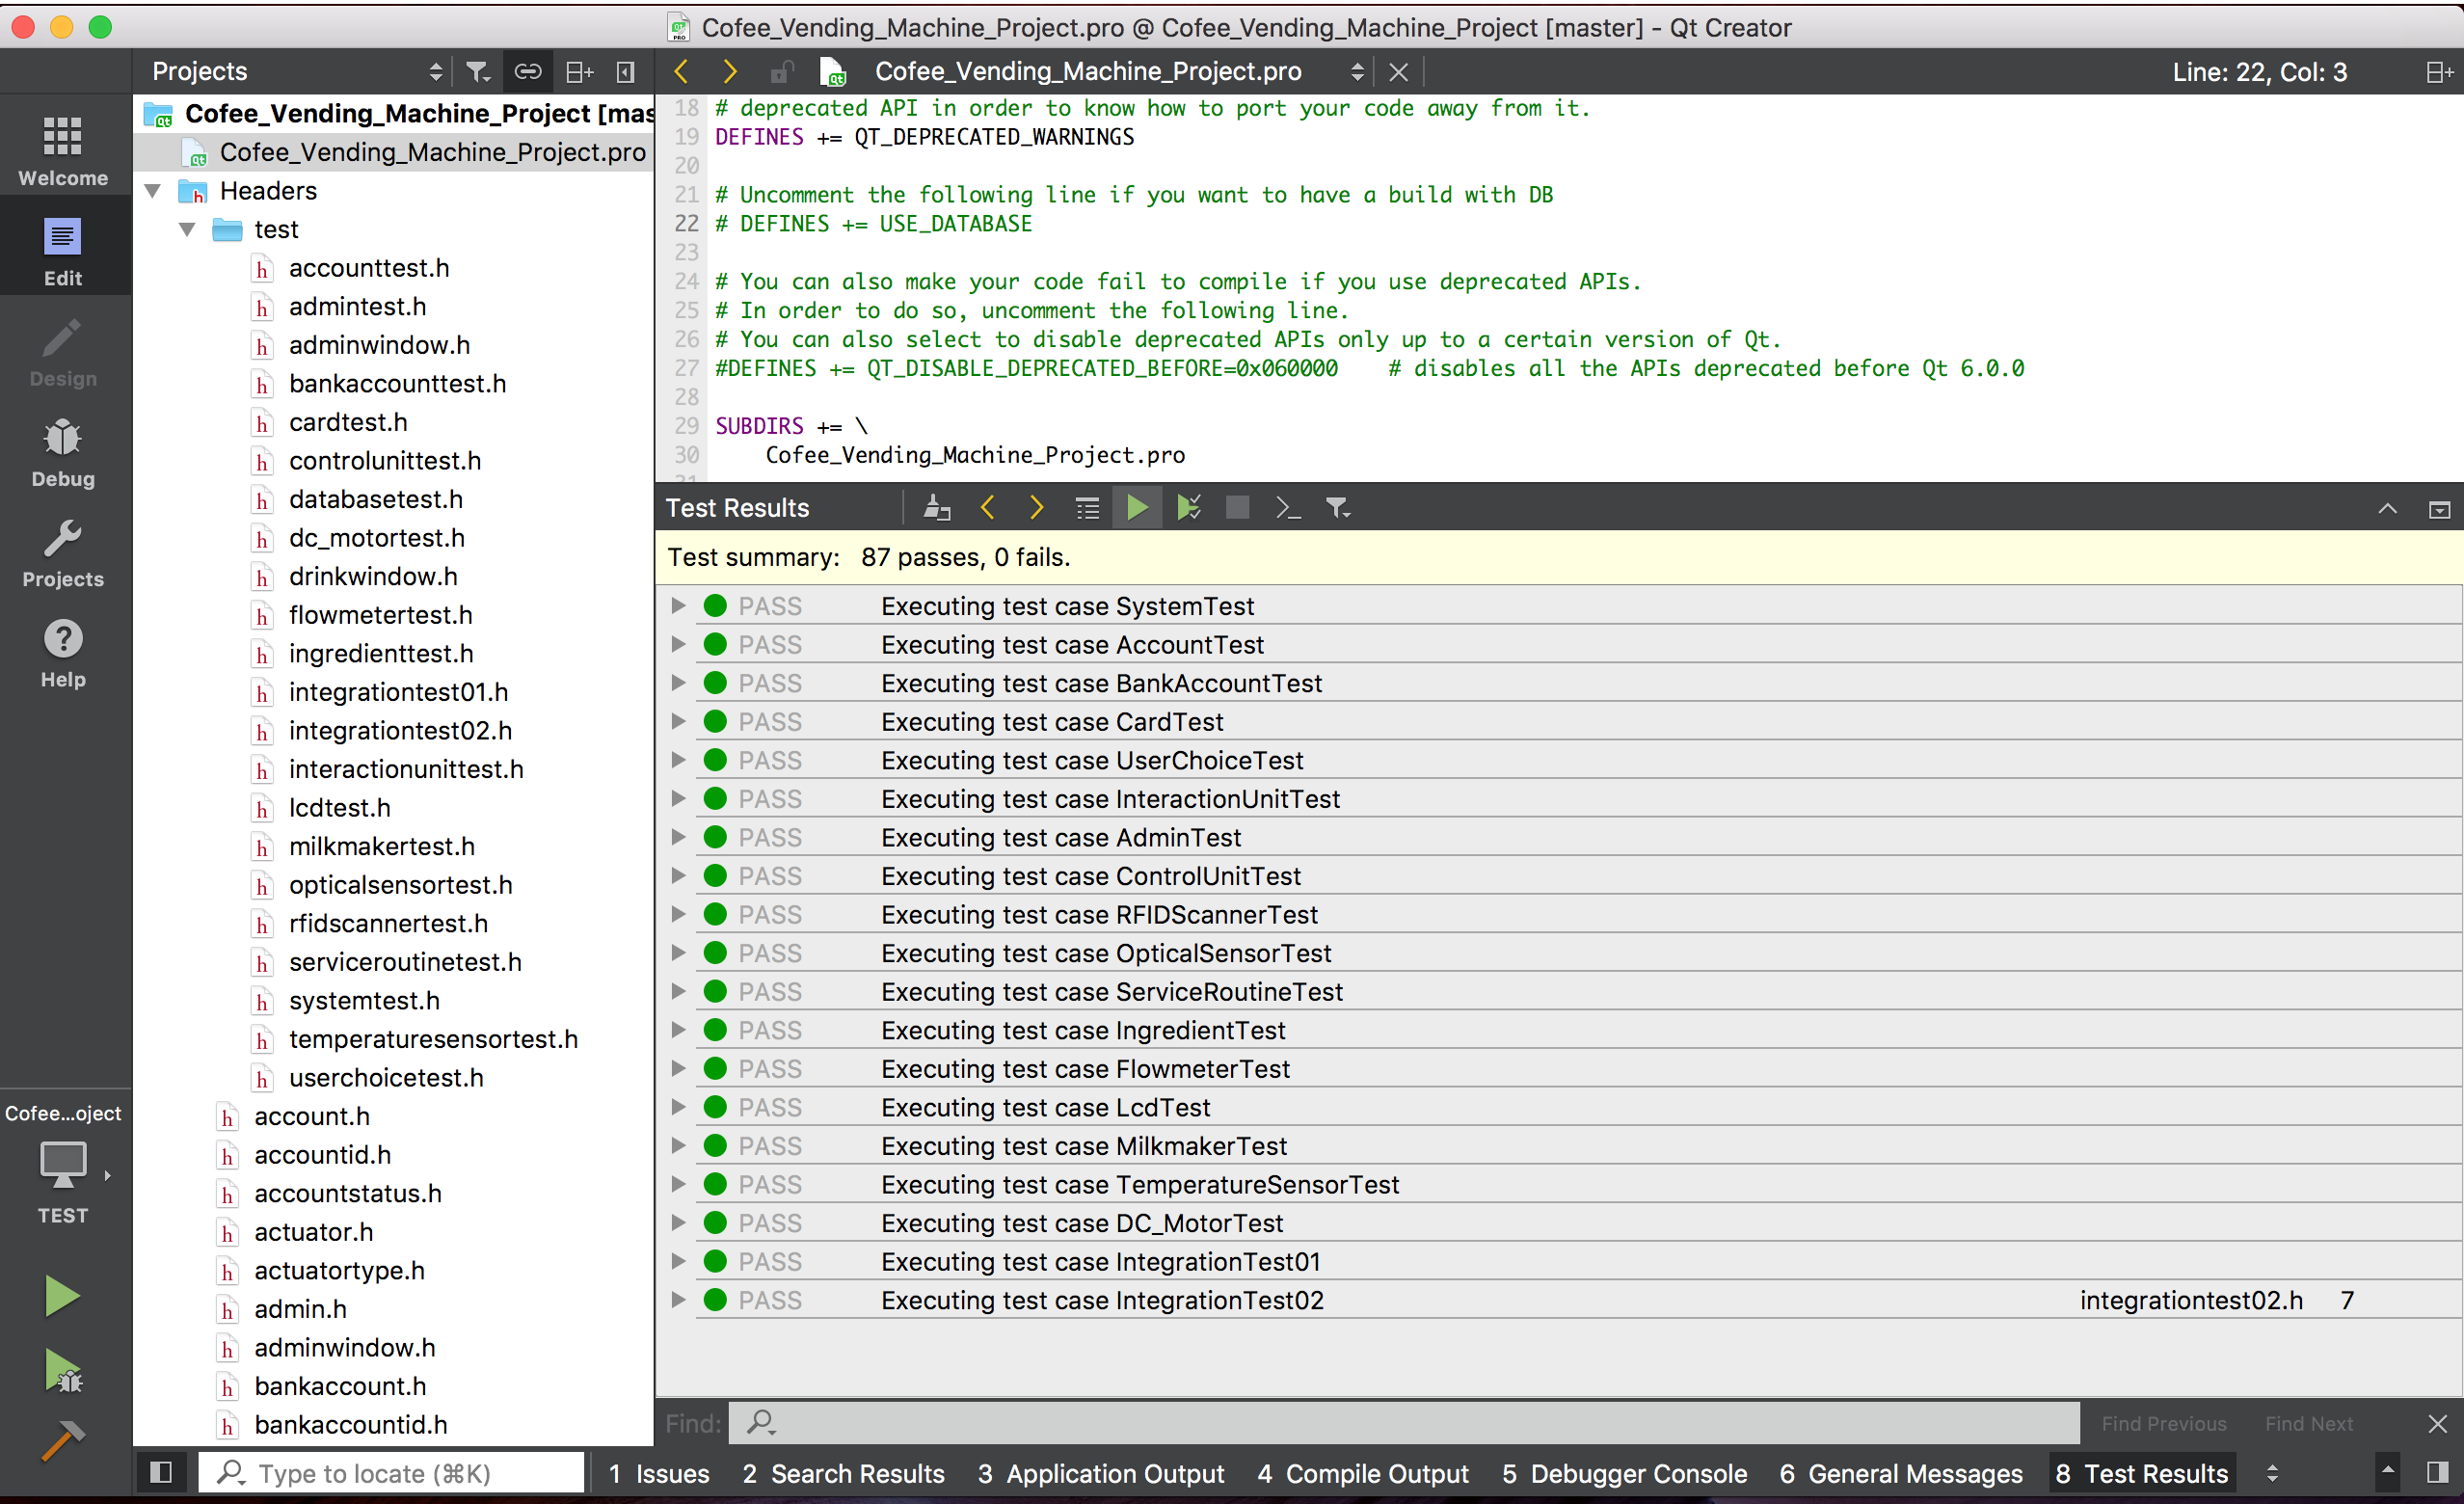 Cofee_Vending_Machine_Project.pro @ Cofee_Vending_Machine_Project [master] - Qt Creator
Projects
Cofee_Vending_Machine_Project.pro
Line: 22, Col: 3
Welcome
Edit
Design
Debug
Projects
Help
Cofee...oject
TEST
Cofee_Vending_Machine_Project [mas
Cofee_Vending_Machine_Project.pro
Headers
test
accounttest.h
admintest.h
adminwindow.h
bankaccounttest.h
cardtest.h
controlunittest.h
databasetest.h
dc_motortest.h
drinkwindow.h
flowmetertest.h
ingredienttest.h
integrationtest01.h
integrationtest02.h
interactionunittest.h
lcdtest.h
milkmakertest.h
opticalsensortest.h
rfidscannertest.h
serviceroutinetest.h
systemtest.h
temperaturesensortest.h
userchoicetest.h
account.h
accountid.h
accountstatus.h
actuator.h
actuatortype.h
admin.h
adminwindow.h
bankaccount.h
bankaccountid.h
18 # deprecated API in order to know how to port your code away from it.
19 DEFINES += QT_DEPRECATED_WARNINGS
20
21 # Uncomment the following line if you want to have a build with DB
22 # DEFINES += USE_DATABASE
23
24 # You can also make your code fail to compile if you use deprecated APIs.
25 # In order to do so, uncomment the following line.
26 # You can also select to disable deprecated APIs only up to a certain version of Qt.
27 #DEFINES += QT_DISABLE_DEPRECATED_BEFORE=0x060000    # disables all the APIs deprecated before Qt 6.0.0
28
29 SUBDIRS += \
30     Cofee_Vending_Machine_Project.pro
Test Results
Test summary:   87 passes, 0 fails.
PASS Executing test case SystemTest
PASS Executing test case AccountTest
PASS Executing test case BankAccountTest
PASS Executing test case CardTest
PASS Executing test case UserChoiceTest
PASS Executing test case InteractionUnitTest
PASS Executing test case AdminTest
PASS Executing test case ControlUnitTest
PASS Executing test case RFIDScannerTest
PASS Executing test case OpticalSensorTest
PASS Executing test case ServiceRoutineTest
PASS Executing test case IngredientTest
PASS Executing test case FlowmeterTest
PASS Executing test case LcdTest
PASS Executing test case MilkmakerTest
PASS Executing test case TemperatureSensorTest
PASS Executing test case DC_MotorTest
PASS Executing test case IntegrationTest01
PASS Executing test case IntegrationTest02 integrationtest02.h 7
Find: Find Previous Find Next
Type to locate (⌘K) 1 Issues 2 Search Results 3 Application Output 4 Compile Output 5 Debugger Console 6 General Messages 8 Test Results